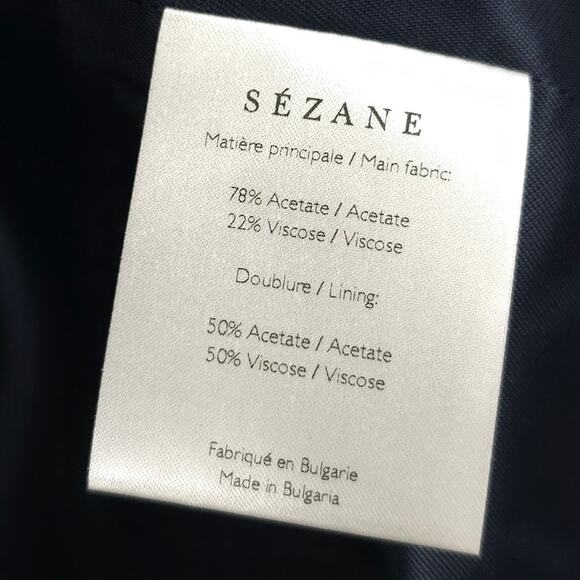 SÉZANE
Matière principale / Main fabric:
78% Acetate / Acetate
22% Viscose / Viscose
Doublure / Lining:
50% Acetate / Acetate
50% Viscose / Viscose
Fabriqué en Bulgarie
Made in Bulgaria